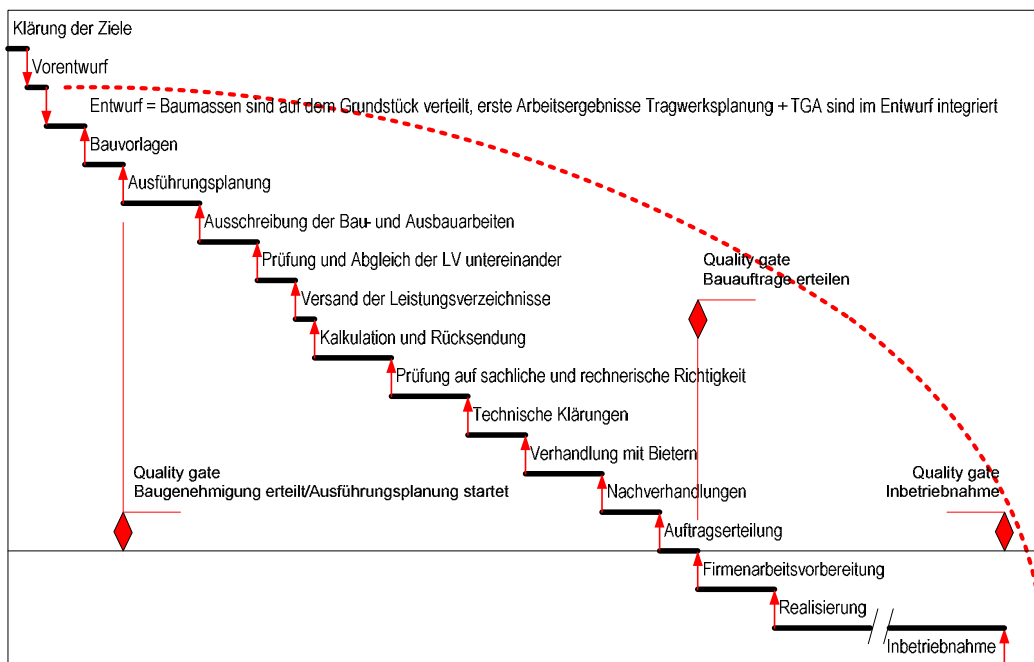 Klärung der Ziele
Vorentwurf
Entwurf = Baumassen sind auf dem Grundstück verteilt, erste Arbeitsergebnisse Tragwerksplanung + TGA sind im Entwurf integriert
Bauvorlagen
Ausführungsplanung
Ausschreibung der Bau- und Ausbauarbeiten
Prüfung und Abgleich der LV untereinander
Quality gate
Bauauftrage erteilen
Versand der Leistungsverzeichnisse
Kalkulation und Rücksendung
Prüfung auf sachliche und rechnerische Richtigkeit
Technische Klärungen
Verhandlung mit Bietern
Quality gate
Baugenehmigung erteilt/Ausführungsplanung startet
Quality gate
Inbetriebnahme
Nachverhandlungen
Auftragserteilung
Firmenarbeitsvorbereitung
Realisierung
Inbetriebnahme